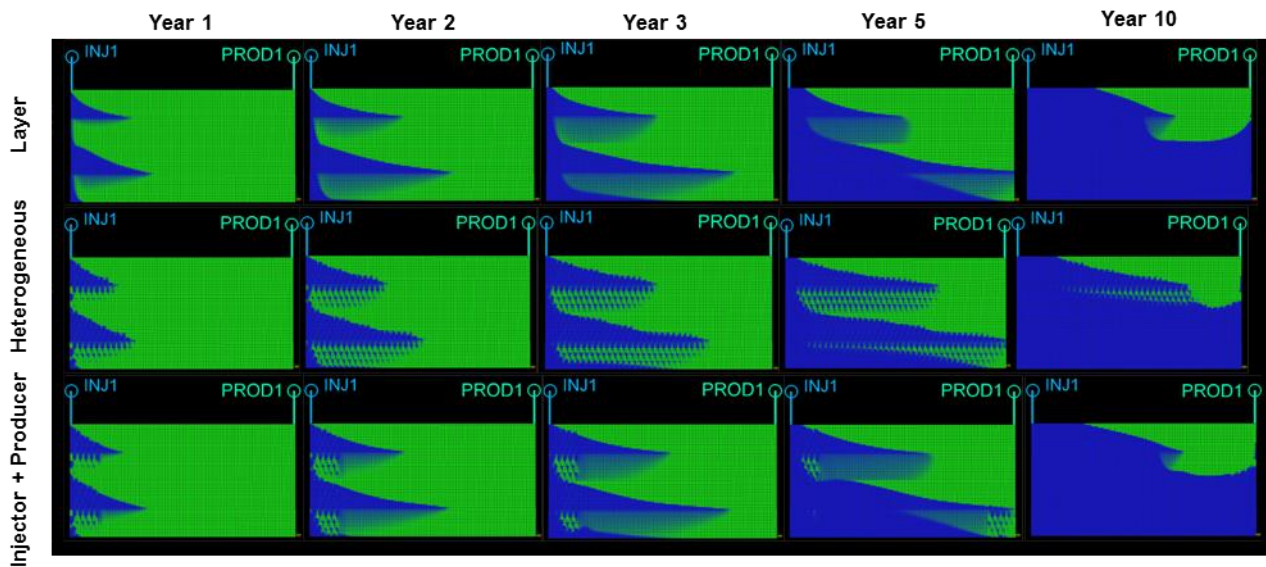 Year 1 Year 2 Year 3 Year 5 Year 10
Layer
INJ1 PROD1 INJ1 PROD1 INJ1 PROD1 INJ1 PROD1 INJ1 PROD1
Heterogeneous
INJ1 PROD1 INJ1 PROD1 INJ1 PROD1 INJ1 PROD1 INJ1 PROD1
Injector + Producer
INJ1 PROD1 INJ1 PROD1 INJ1 PROD1 INJ1 PROD1 INJ1 PROD1